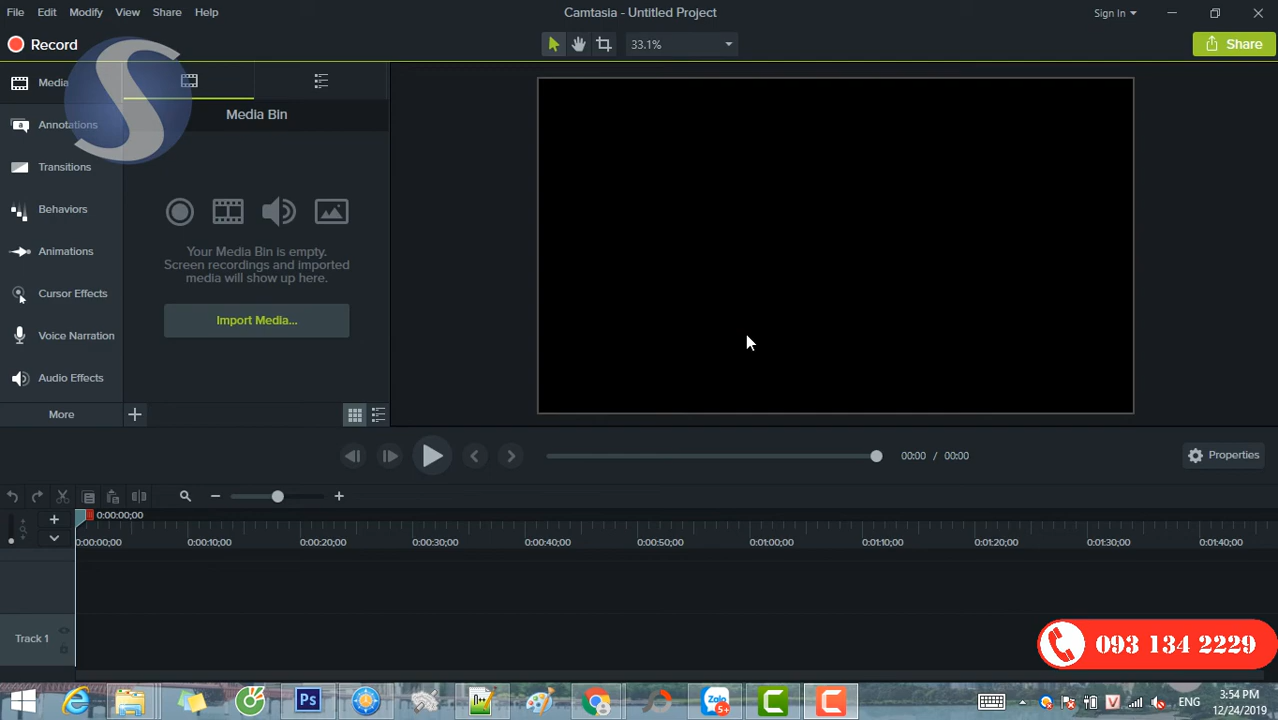 File Edit Modify View Share Help
Camtasia - Untitled Project
Sign In
Record
33.1%
Share
Media
Annotations
Transitions
Behaviors
Animations
Cursor Effects
Voice Narration
Audio Effects
More
Media Bin
Your Media Bin is empty.
Screen recordings and imported
media will show up here.
Import Media...
00:00 / 00:00
Properties
0:00:00;00
0:00:00;00 0:00:10;00 0:00:20;00 0:00:30;00 0:00:40;00 0:00:50;00 0:01:00;00 0:01:10;00 0:01:20;00 0:01:30;00 0:01:40;00
Track 1
093 134 2229
Ps
Zalo
5+
V
ENG
3:54 PM
12/24/2019